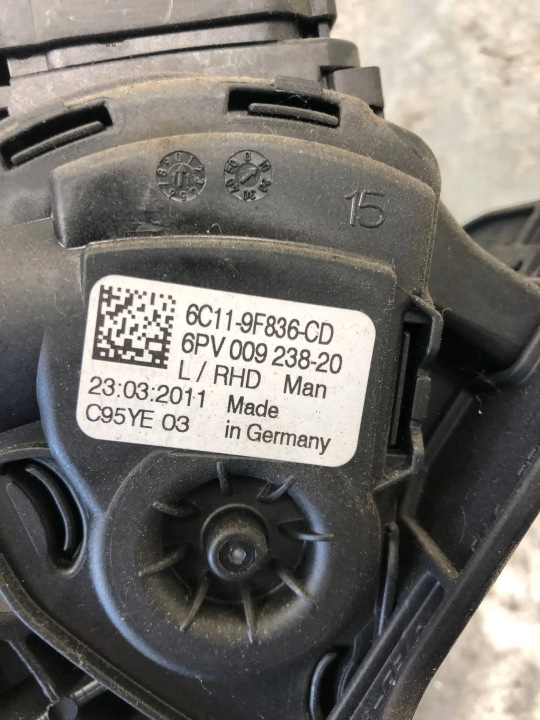 15
6C11-9F836-CD
6PV 009 238-20
L / RHD Man
23:03:2011 Made
C95YE 03 in Germany